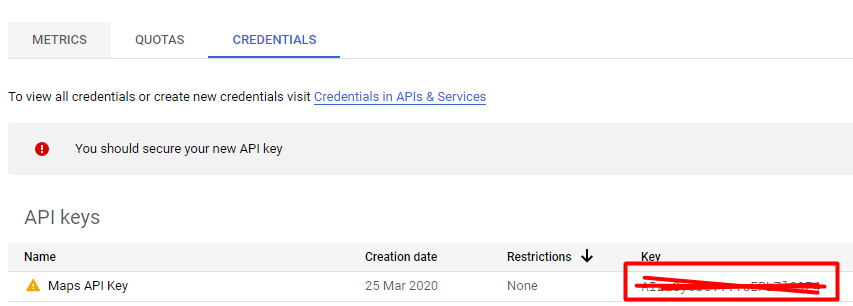 METRICS QUOTAS CREDENTIALS
To view all credentials or create new credentials visit Credentials in APIs & Services
You should secure your new API key
API keys
Name Creation date Restrictions Key
Maps API Key 25 Mar 2020 None